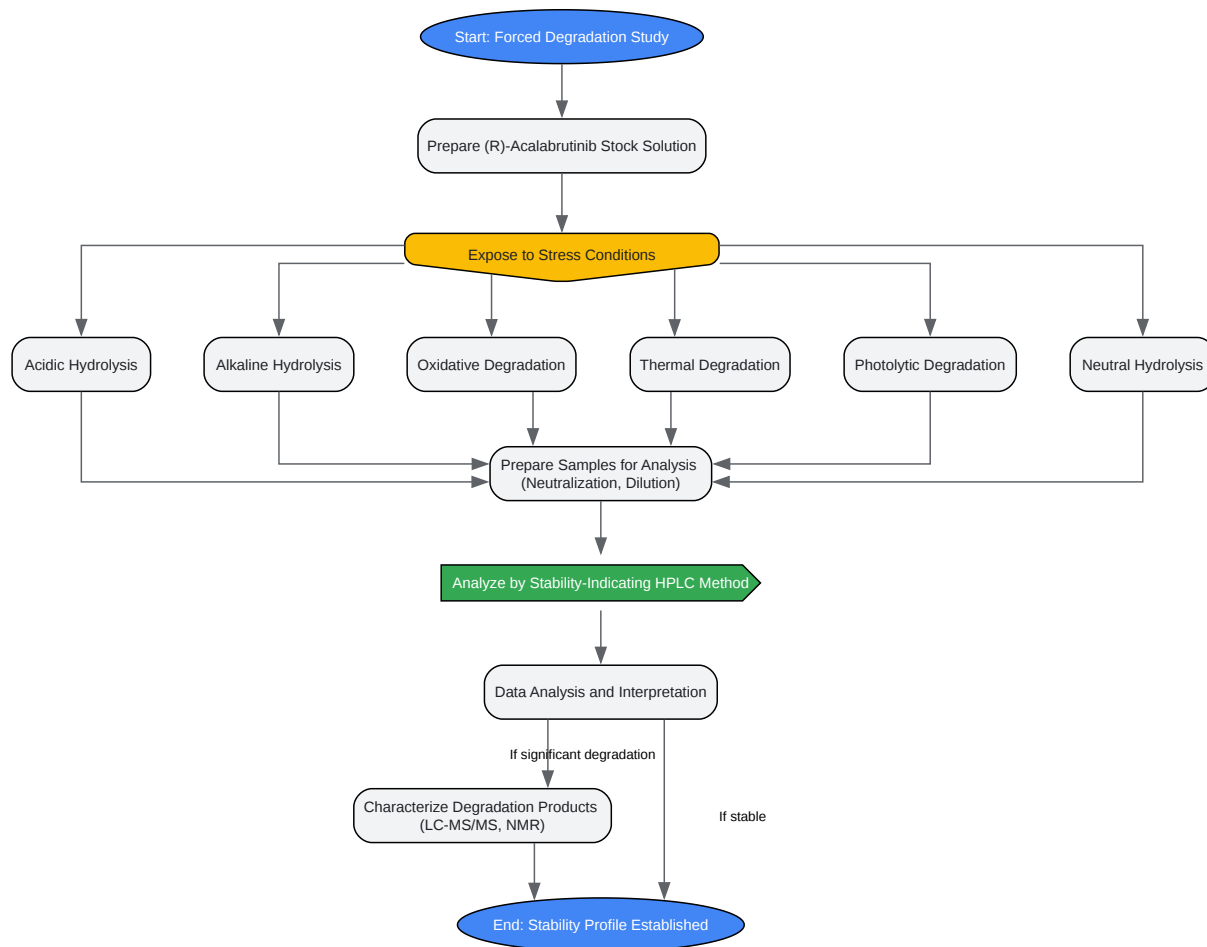 Start: Forced Degradation Study
Prepare (R)-Acalabrutinib Stock Solution
Expose to Stress Conditions
Acidic Hydrolysis
Alkaline Hydrolysis
Oxidative Degradation
Thermal Degradation
Photolytic Degradation
Neutral Hydrolysis
Prepare Samples for Analysis
(Neutralization, Dilution)
Analyze by Stability-Indicating HPLC Method
Data Analysis and Interpretation
If significant degradation
Characterize Degradation Products
(LC-MS/MS, NMR)
If stable
End: Stability Profile Established